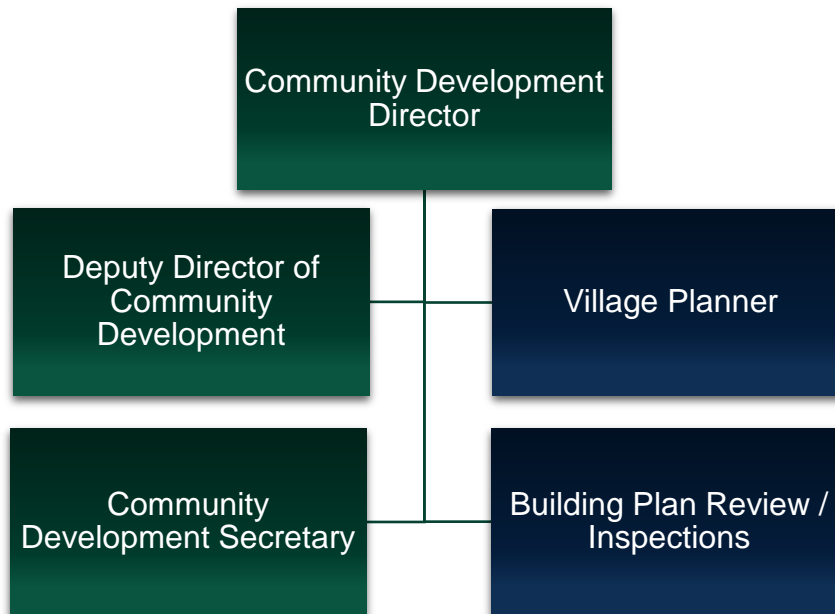 Community Development
Director
Deputy Director of
Community
Development
Village Planner
Community
Development Secretary
Building Plan Review /
Inspections